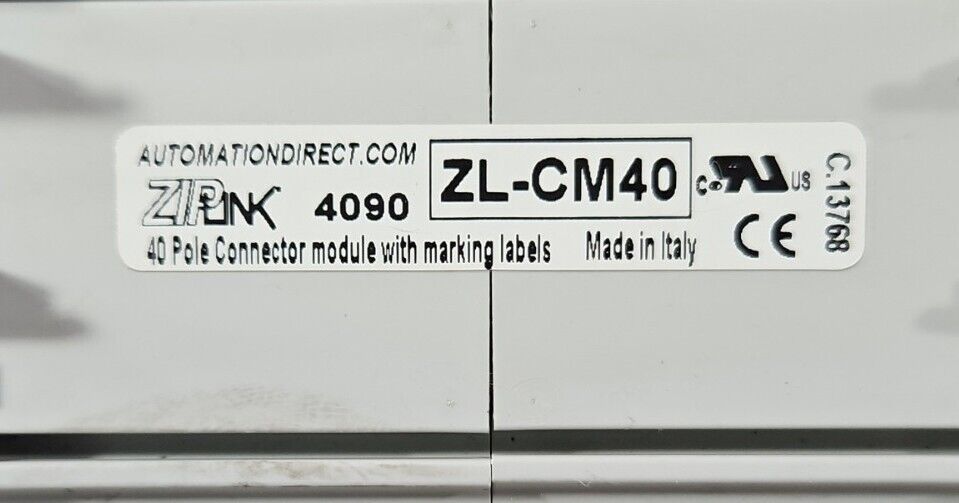 AUTOMATIONDIRECT.COM
ZIPLINK 4090
ZL-CM40
c RU US
C.13768
40 Pole Connector module with marking labels
Made in Italy
CE